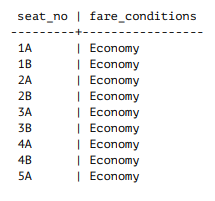 seat_no | fare_conditions
---------+-----------------
1A | Economy
1B | Economy
2A | Economy
2B | Economy
3A | Economy
3B | Economy
4A | Economy
4B | Economy
5A | Economy